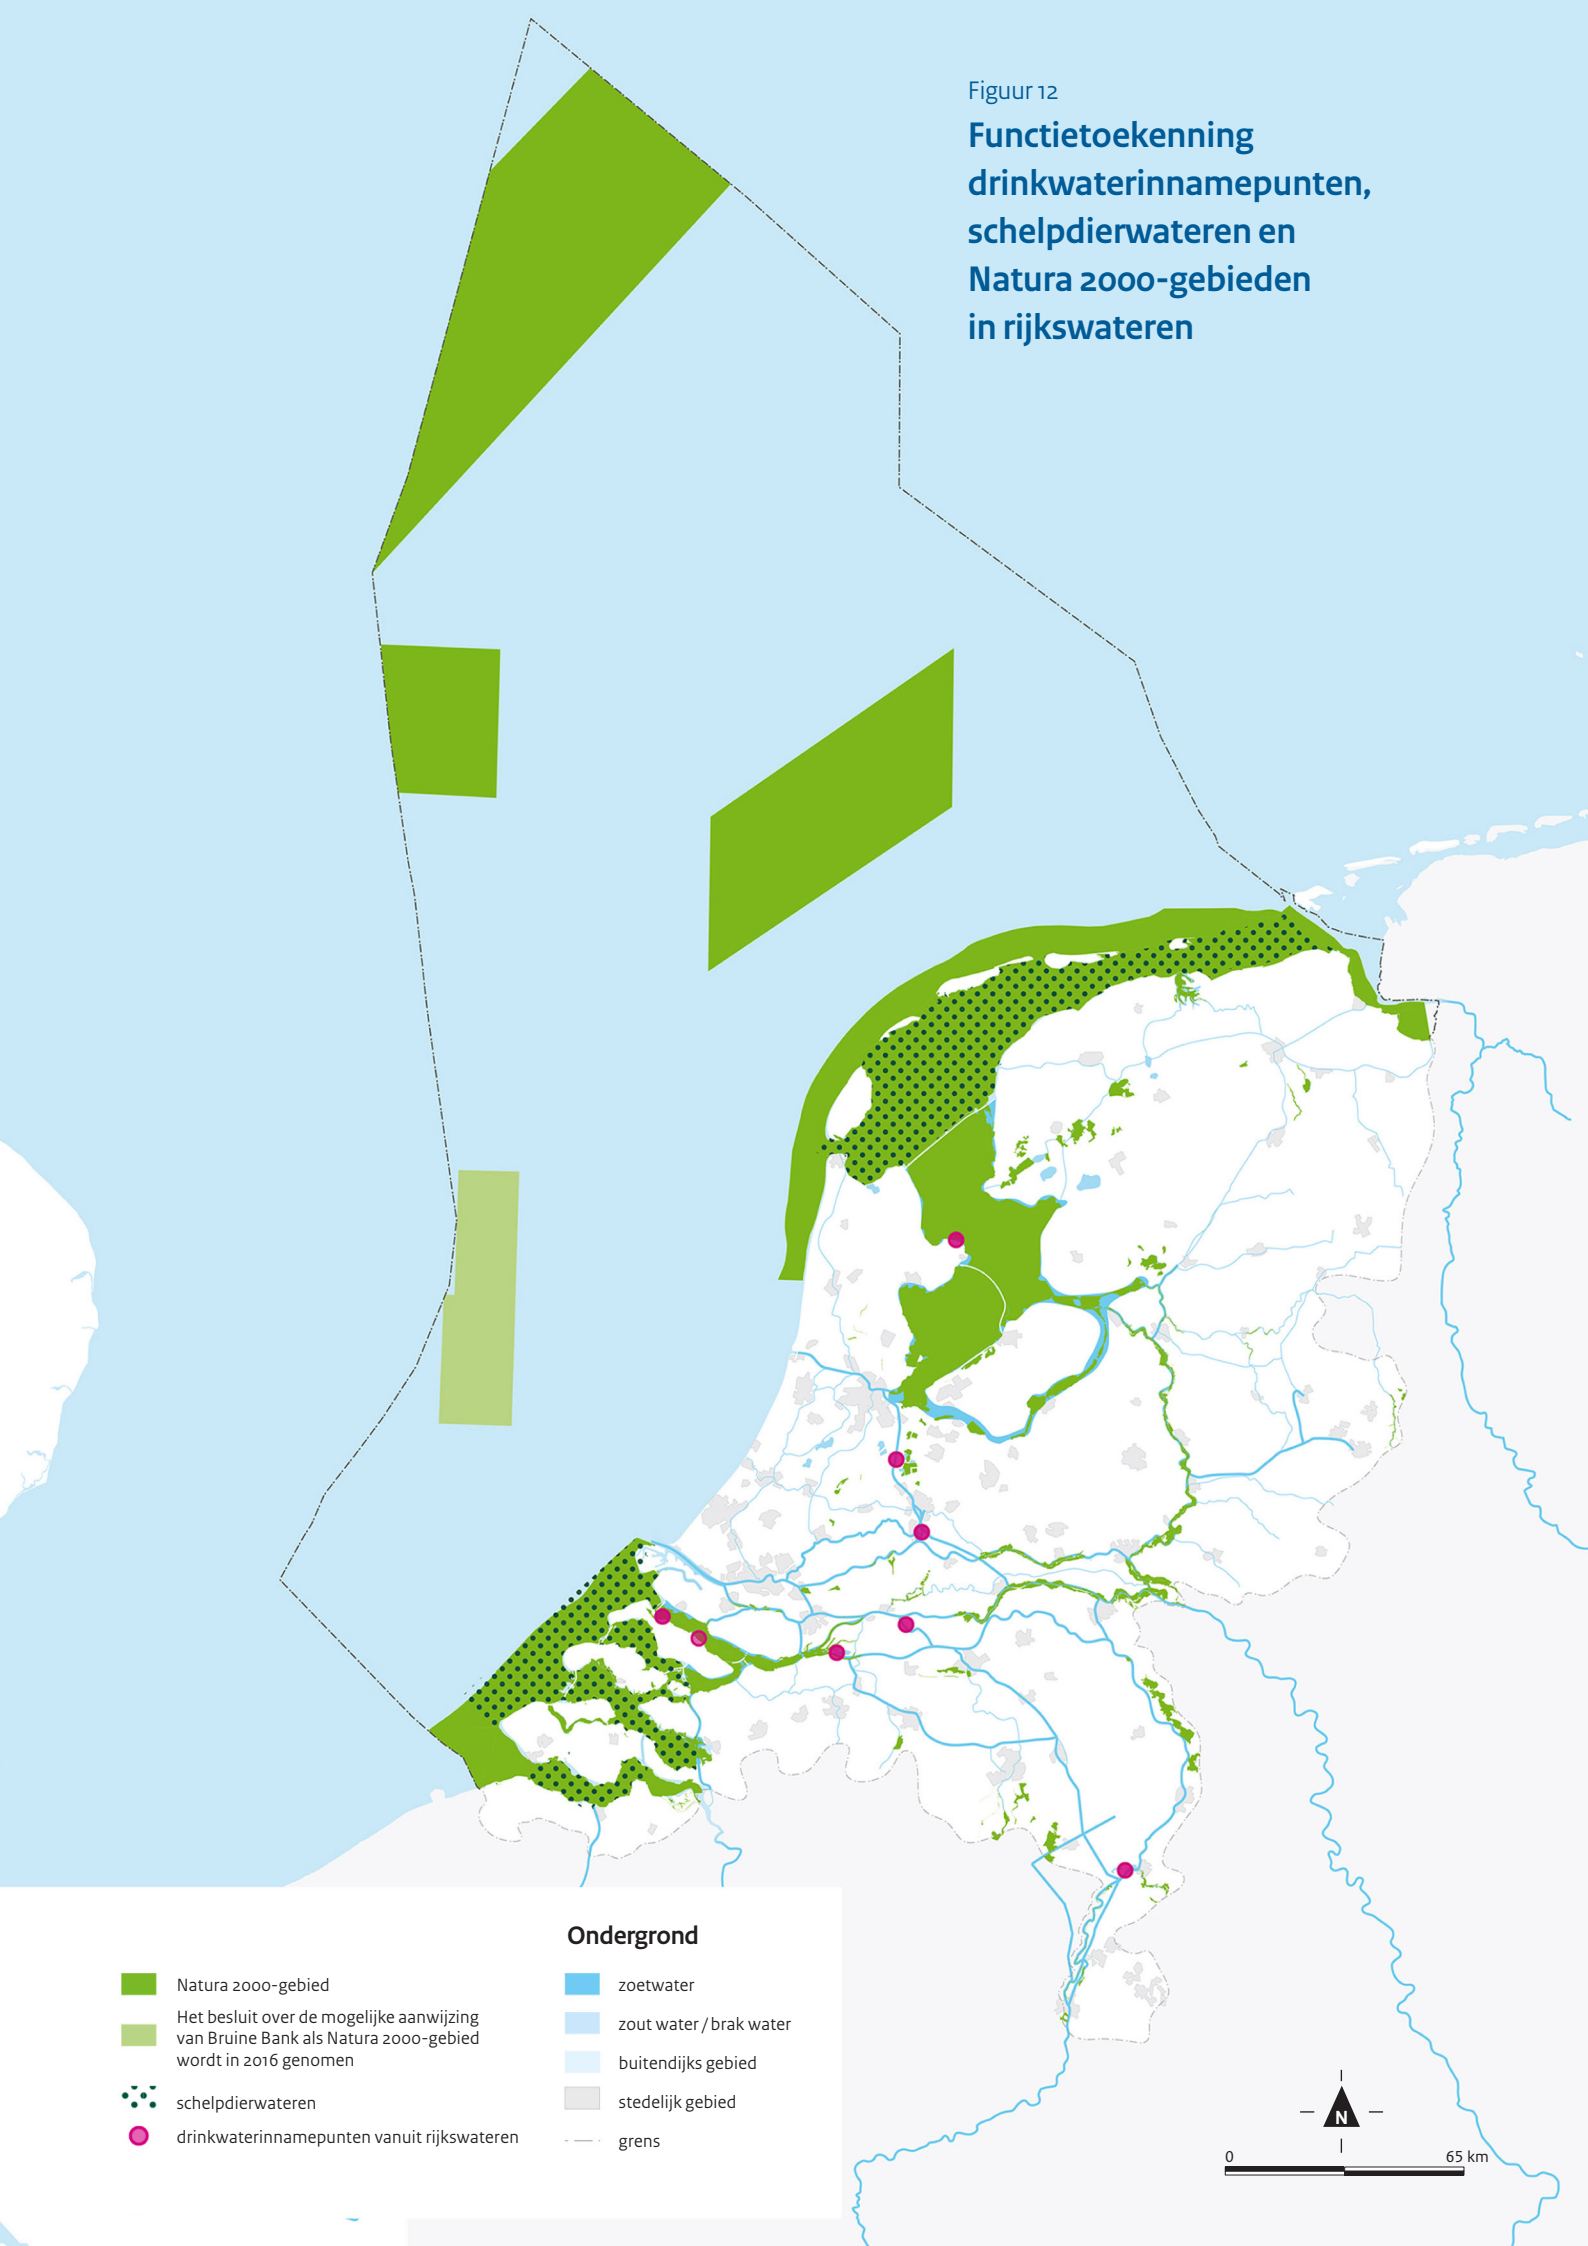 Figuur 12
Functietoekenning
drinkwaterinnamepunten,
schelpdierwateren en
Natura 2000-gebieden
in rijkswateren
Natura 2000-gebied
Het besluit over de mogelijke aanwijzing
van Bruine Bank als Natura 2000-gebied
wordt in 2016 genomen
schelpdierwateren
drinkwaterinnamepunten vanuit rijkswateren
Ondergrond
zoetwater
zout water / brak water
buitendijks gebied
stedelijk gebied
grens
N
0 65 km